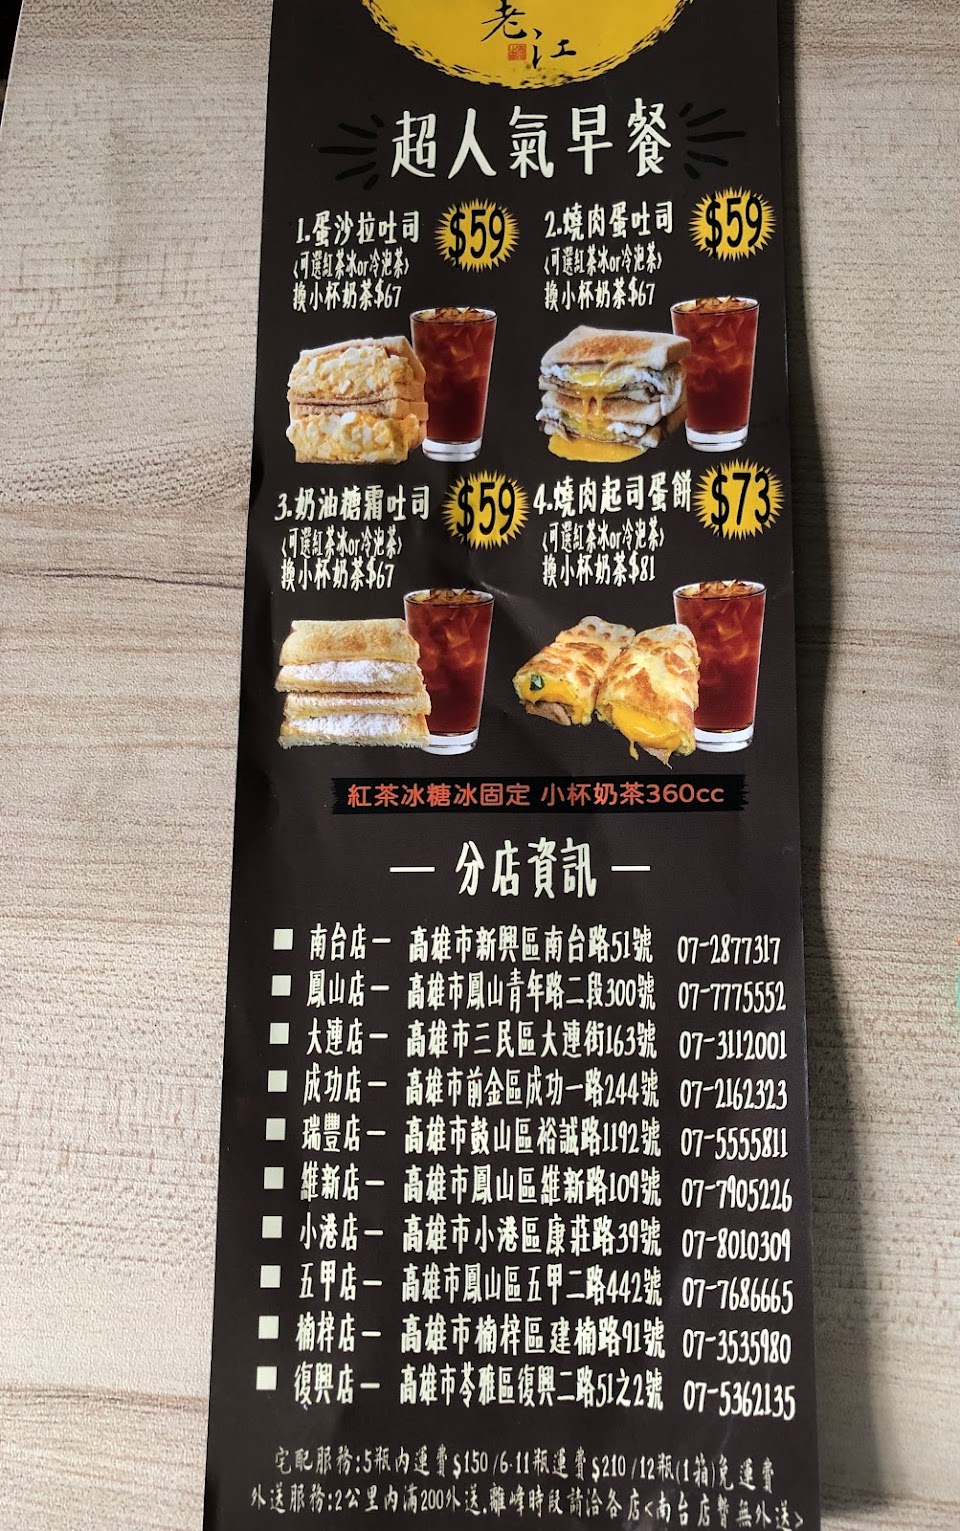 老江
超人氣早餐
1.蛋沙拉吐司 $59
<可選紅茶冰or冷泡茶>
換小杯奶茶$67
2.燒肉蛋吐司 $59
<可選紅茶冰or冷泡茶>
換小杯奶茶$67
3.奶油糖霜吐司 $59
<可選紅茶冰or冷泡茶>
換小杯奶茶$67
4.燒肉起司蛋餅 $73
<可選紅茶冰or冷泡茶>
換小杯奶茶$81
紅茶冰糖冰固定 小杯奶茶360cc
— 分店資訊 —
南台店— 高雄市新興區南台路51號 07-2877317
鳳山店— 高雄市鳳山青年路二段300號 07-7775552
大連店— 高雄市三民區大連街163號 07-3112001
成功店— 高雄市前金區成功一路244號 07-2162323
瑞豐店— 高雄市鼓山區裕誠路1192號 07-5555811
維新店— 高雄市鳳山區維新路109號 07-7905226
小港店— 高雄市小港區康莊路39號 07-8010309
五甲店— 高雄市鳳山區五甲二路442號 07-7686665
楠梓店— 高雄市楠梓區建楠路91號 07-3535980
復興店— 高雄市苓雅區復興二路51之2號 07-5362135
宅配服務:5瓶內運費$150/6-11瓶運費$210/12瓶(1箱)免運費
外送服務:2公里內滿200外送.離峰時段請洽各店<南台店暫無外送>